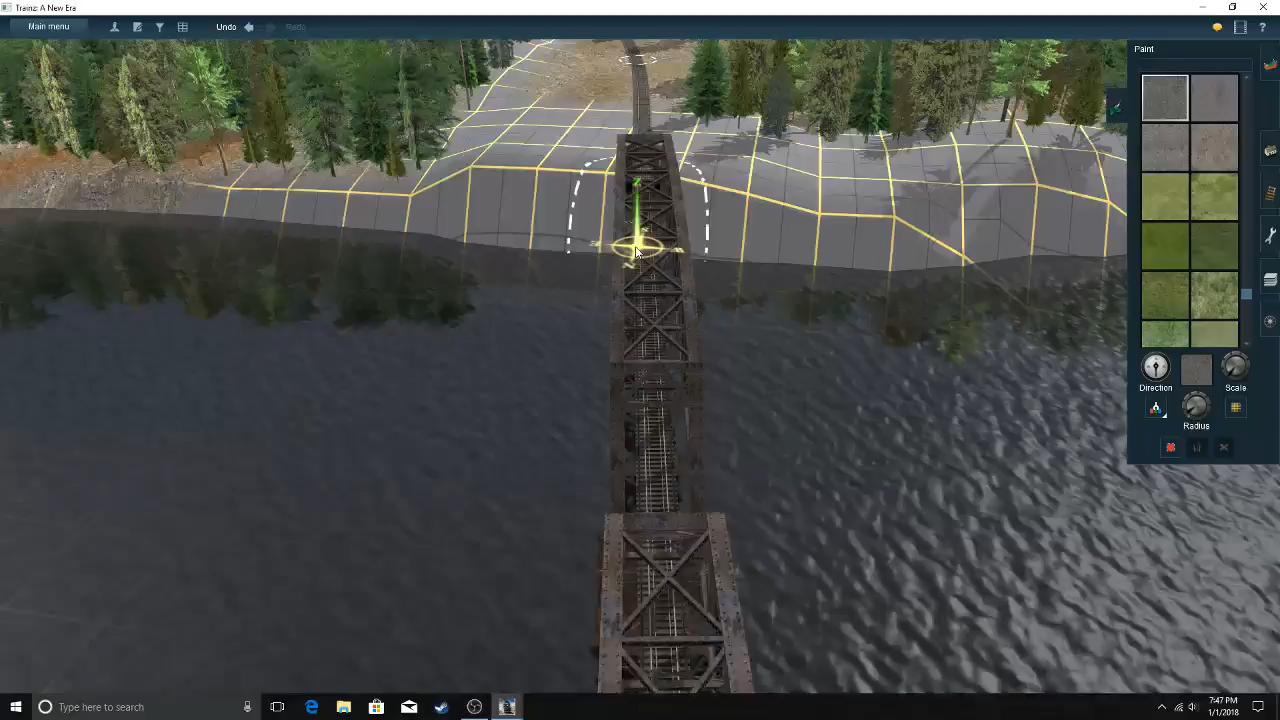 Trainz: A New Era
Main menu
Undo
Redo
Paint
Direction
Scale
Radius
Type here to search
7:47 PM
1/1/2018